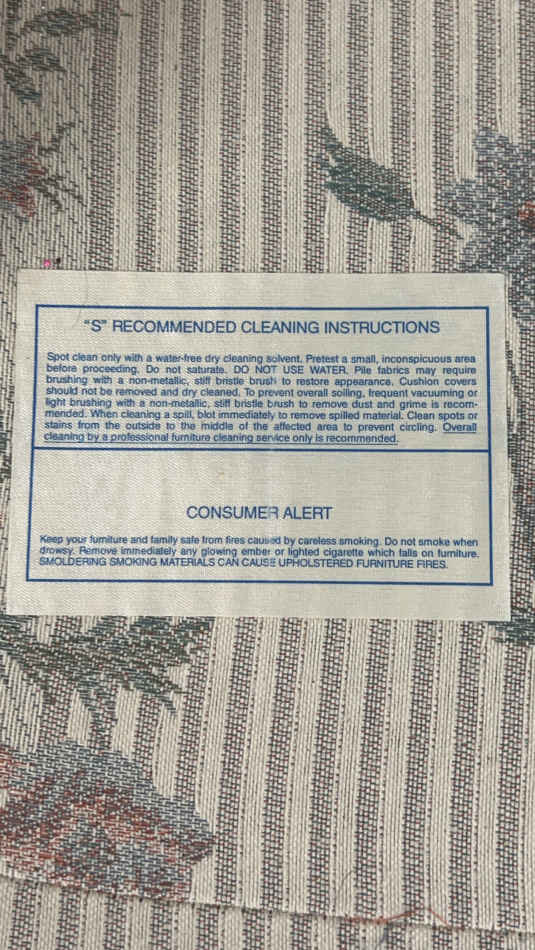 “S” RECOMMENDED CLEANING INSTRUCTIONS
Spot clean only with a water-free dry cleaning solvent. Pretest a small, inconspicuous area
before proceeding. Do not saturate. DO NOT USE WATER. Pile fabrics may require
brushing with a non-metallic, stiff bristle brush to restore appearance. Cushion covers
should not be removed and dry cleaned. To prevent overall soiling, frequent vacuuming or
light brushing with a non-metallic, stiff bristle brush to remove dust and grime is recom-
mended. When cleaning a spill, blot immediately to remove spilled material. Clean spots or
stains from the outside to the middle of the affected area to prevent circling. Overall
cleaning by a professional furniture cleaning service only is recommended.
CONSUMER ALERT
Keep your furniture and family safe from fires caused by careless smoking. Do not smoke when
drowsy. Remove immediately any glowing ember or lighted cigarette which falls on furniture.
SMOLDERING SMOKING MATERIALS CAN CAUSE UPHOLSTERED FURNITURE FIRES.